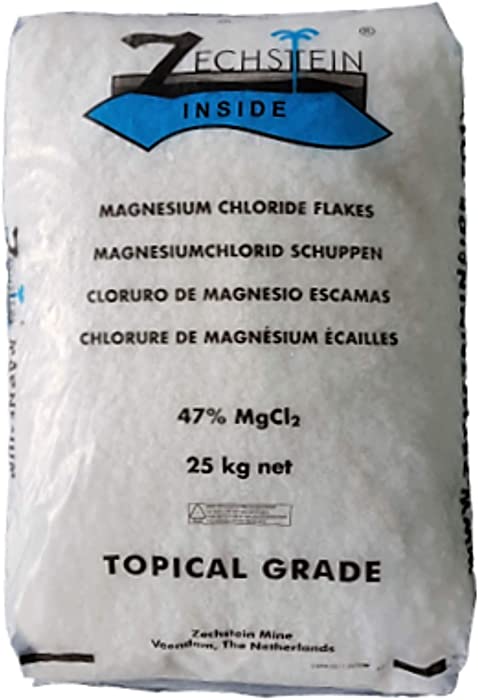 ZECHSTEIN ®
INSIDE
MAGNESIUM CHLORIDE FLAKES
MAGNESIUMCHLORID SCHUPPEN
CLORURO DE MAGNESIO ESCAMAS
CHLORURE DE MAGNÉSIUM ÉCAILLES
47% MgCl₂
25 kg net
TOPICAL GRADE
Zechstein Mine
Veendam, The Netherlands